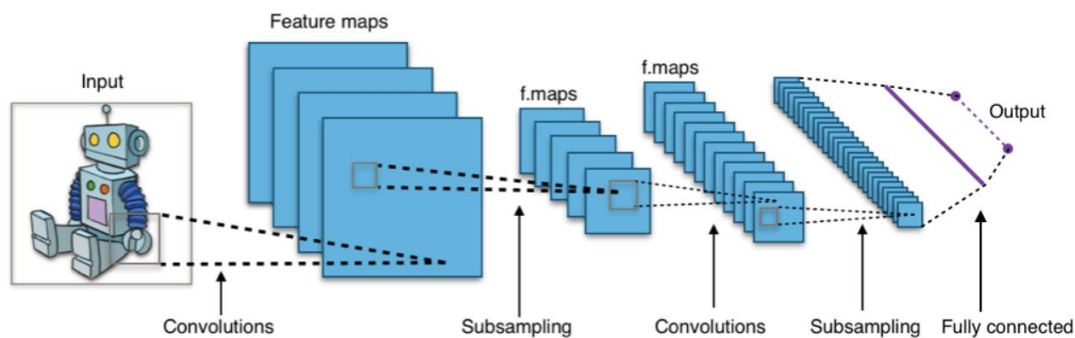 Feature maps
Input
f.maps
f.maps
Output
Convolutions
Subsampling
Convolutions
Subsampling
Fully connected